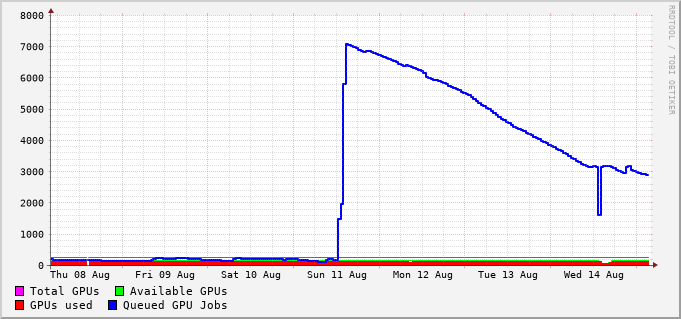 8000
7000
6000
5000
4000
3000
2000
1000
0
Thu 08 Aug Fri 09 Aug Sat 10 Aug Sun 11 Aug Mon 12 Aug Tue 13 Aug Wed 14 Aug
Total GPUs Available GPUs
GPUs used Queued GPU Jobs
RRDTOOL / TOBI OETIKER